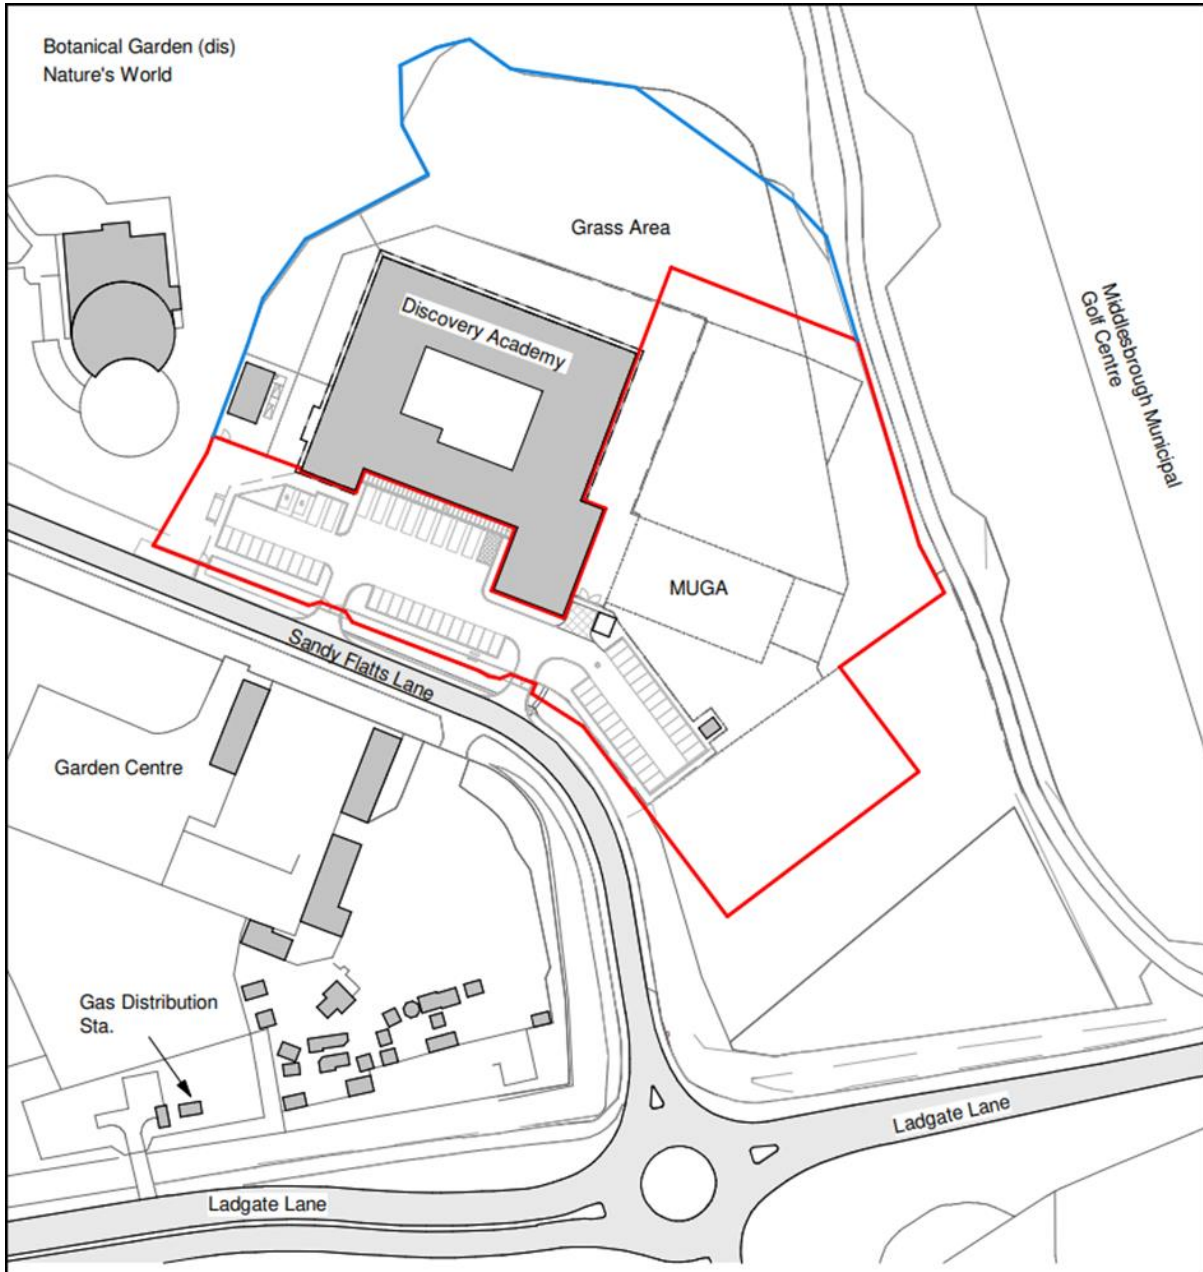 Botanical Garden (dis)
Nature's World
Grass Area
Discovery Academy
Middlesbrough Municipal
Golf Centre
MUGA
Sandy Flatts Lane
Garden Centre
Gas Distribution
Sta.
Ladgate Lane
Ladgate Lane